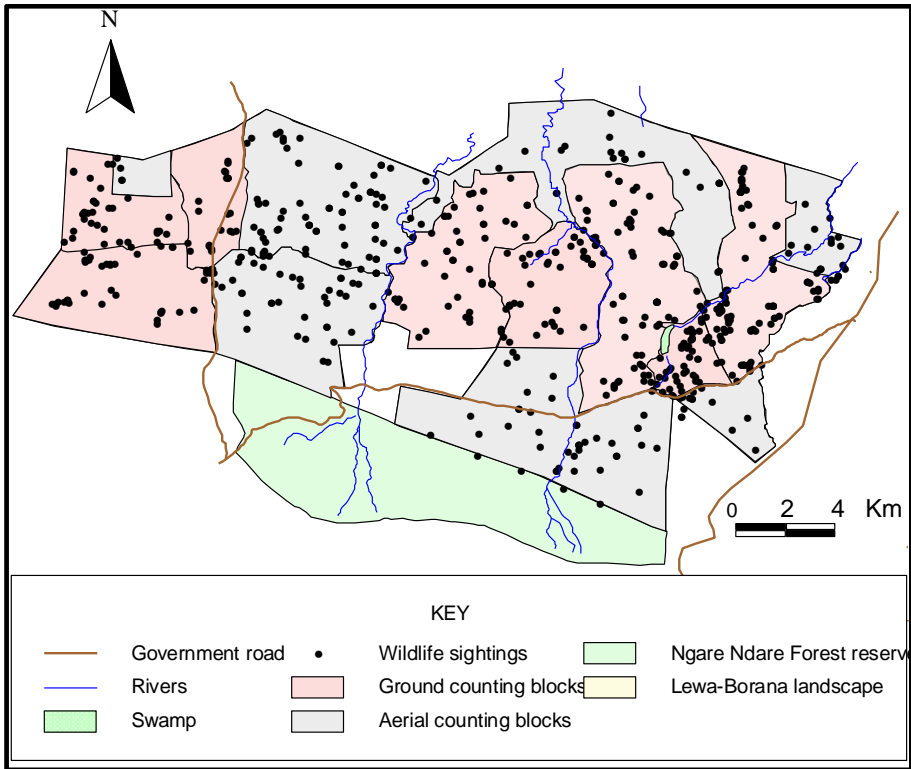 N
0 2 4 Km
KEY
Government road
Wildlife sightings
Ngare Ndare Forest reserv
Rivers
Ground counting blocks
Lewa-Borana landscape
Swamp
Aerial counting blocks